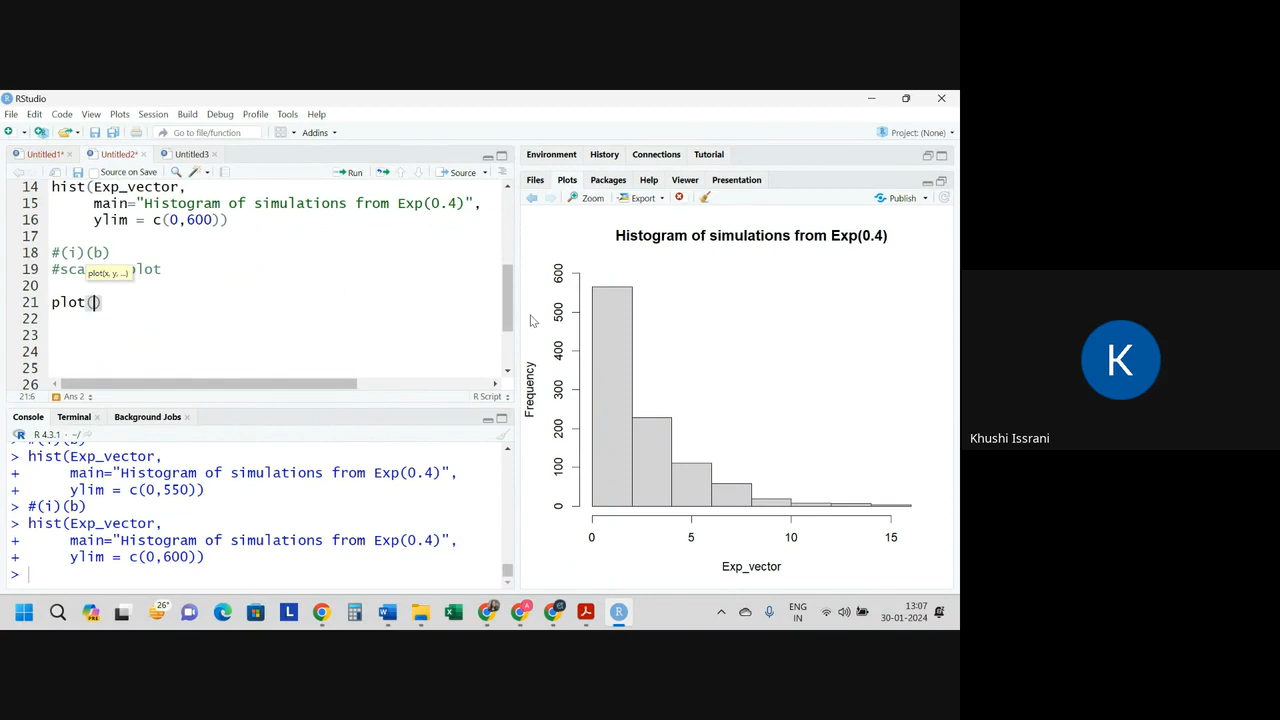 RStudio
File Edit Code View Plots Session Build Debug Profile Tools Help
Go to file/function Addins Project: (None)
Untitled1* Untitled2* Untitled3
Source on Save Run Source
14 hist(Exp_vector,
15 main="Histogram of simulations from Exp(0.4)",
16 ylim = c(0,600))
17
18 #(i)(b)
19 #sca plot
plot(x, y, ...)
20
21 plot()
22
23
24
25
26
21:6 Ans 2 R Script
Console Terminal Background Jobs
R 4.3.1 · ~/
> hist(Exp_vector,
+ main="Histogram of simulations from Exp(0.4)",
+ ylim = c(0,550))
> #(i)(b)
> hist(Exp_vector,
+ main="Histogram of simulations from Exp(0.4)",
+ ylim = c(0,600))
>
Environment History Connections Tutorial
Files Plots Packages Help Viewer Presentation
Zoom Export Publish
Histogram of simulations from Exp(0.4)
Frequency
600
500
400
300
200
100
0
0 5 10 15
Exp_vector
K
Khushi Issrani
26°
ENG
IN
13:07
30-01-2024